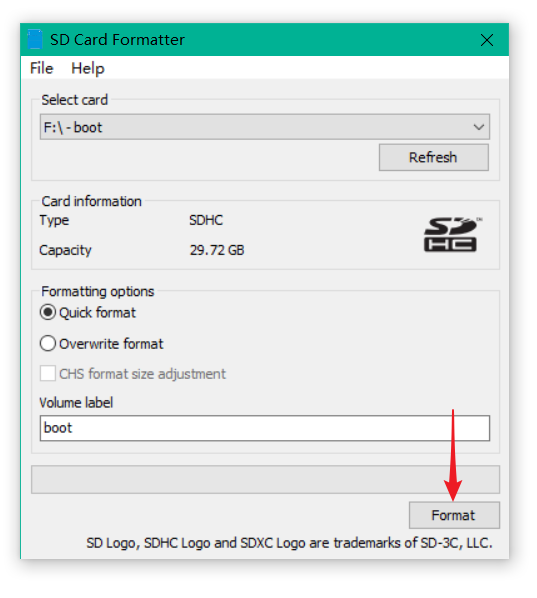 SD Card Formatter
File Help
Select card
F:\ - boot
Refresh
Card information
Type SDHC
Capacity 29.72 GB
SD™
HC
Formatting options
Quick format
Overwrite format
CHS format size adjustment
Volume label
boot
Format
SD Logo, SDHC Logo and SDXC Logo are trademarks of SD-3C, LLC.